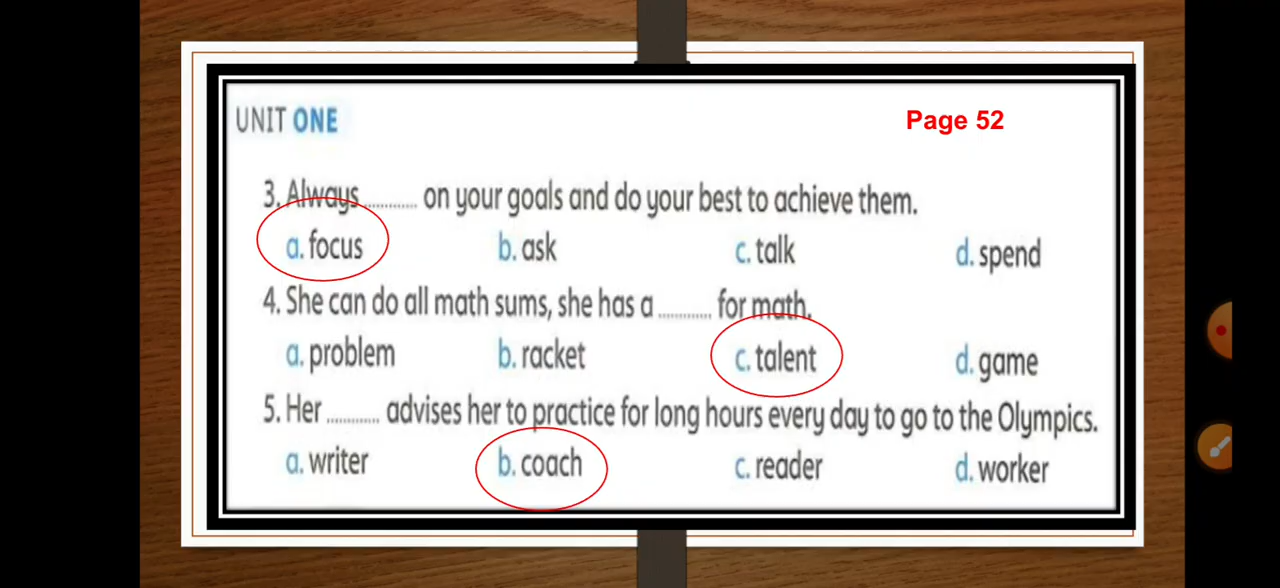 UNIT ONE
Page 52
3. Always ........... on your goals and do your best to achieve them.
a. focus b. ask c. talk d. spend
4. She can do all math sums, she has a ........... for math.
a. problem b. racket c. talent d. game
5. Her ........... advises her to practice for long hours every day to go to the Olympics.
a. writer b. coach c. reader d. worker